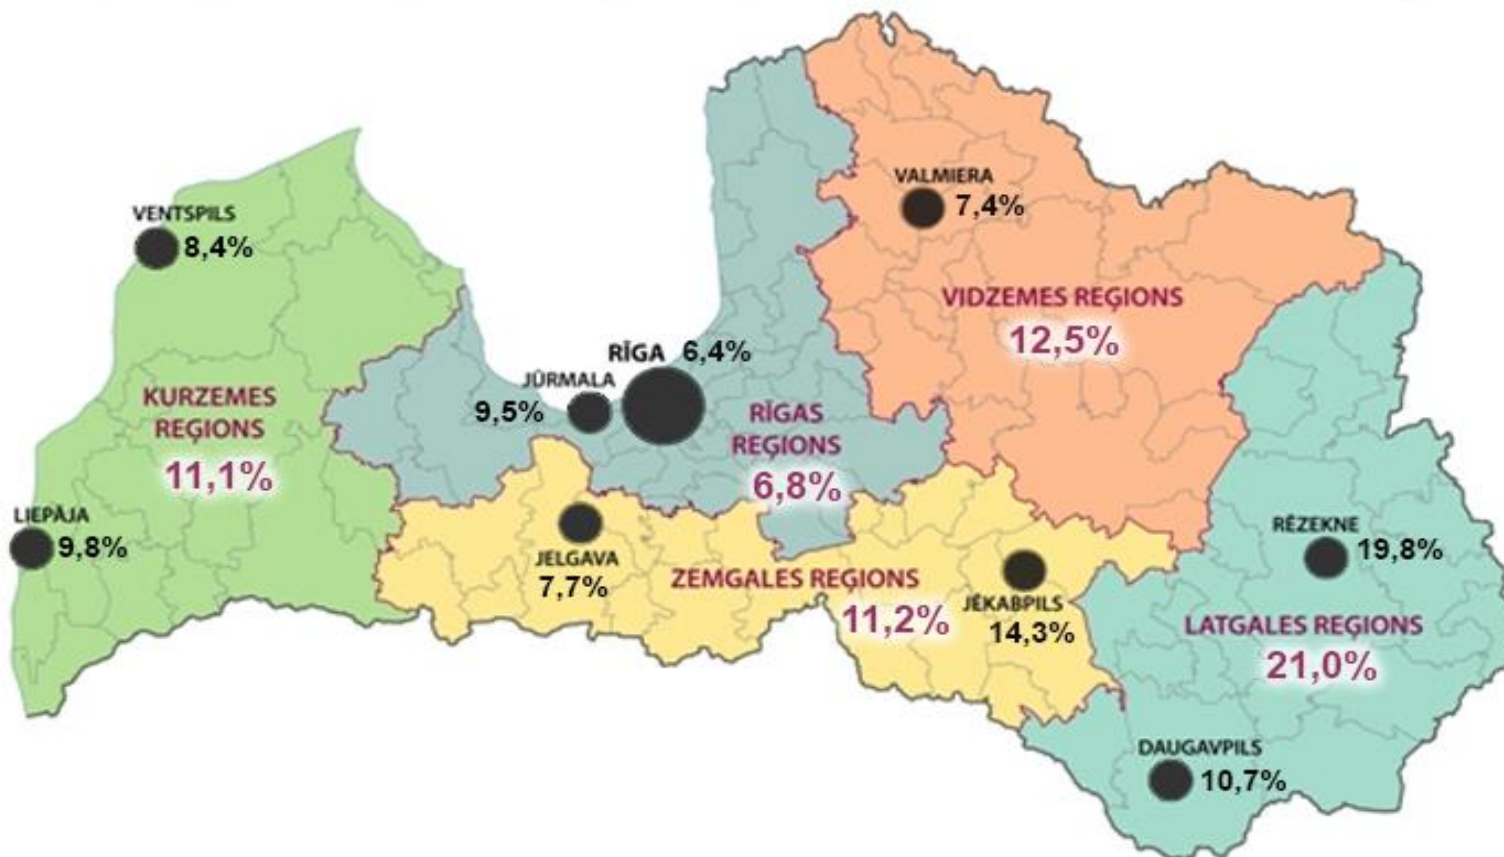 VALMIERA
7,4%
VENTSPILS
8,4%
VIDZEMES REĢIONS
12,5%
RĪGA 6,4%
JŪRMALA
9,5%
KURZEMES
REĢIONS
11,1%
RĪGAS
REĢIONS
6,8%
LIEPĀJA
9,8%
JELGAVA
7,7%
ZEMGALES REĢIONS
11,2%
JĒKABPILS
14,3%
RĒZEKNE
19,8%
LATGALES REĢIONS
21,0%
DAUGAVPILS
10,7%